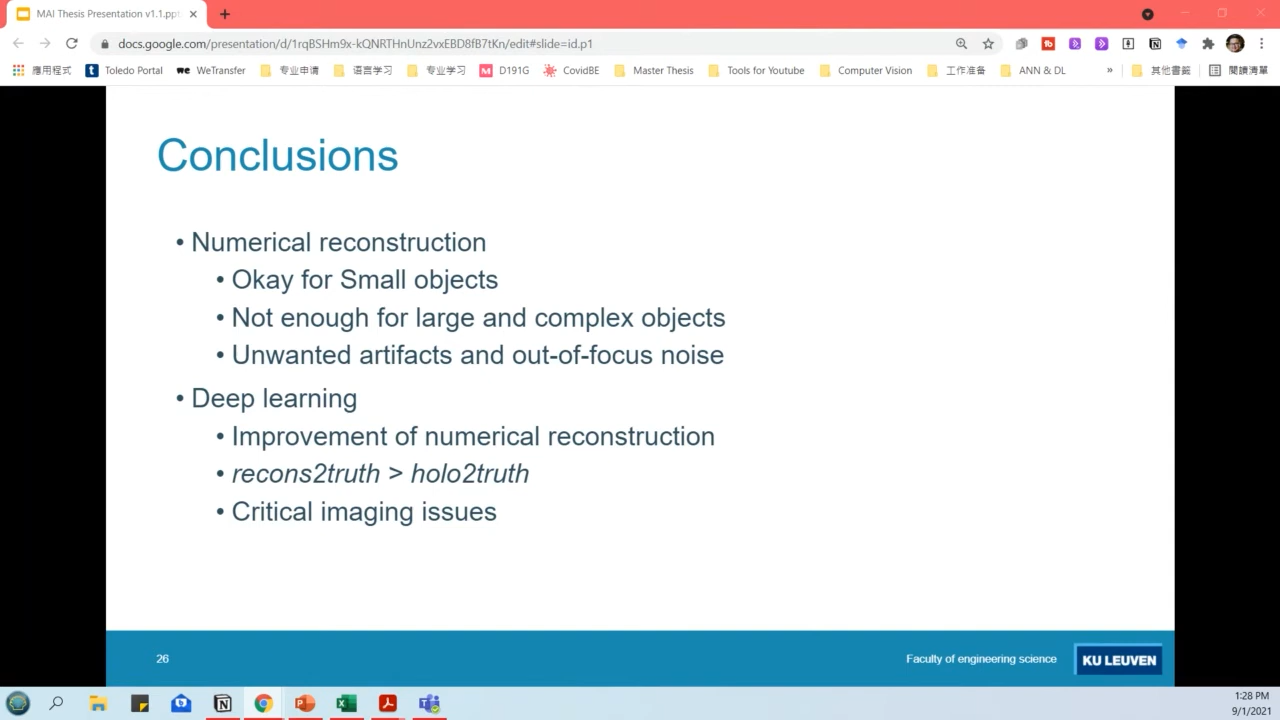 MAI Thesis Presentation v1.1.ppt
docs.google.com/presentation/d/1rqBSHm9x-kQNRTHnUnz2vxEBD8fB7tKn/edit#slide=id.p1
應用程式 Toledo Portal WeTransfer 专业申请 语言学习 专业学习 D191G CovidBE Master Thesis Tools for Youtube Computer Vision 工作准备 ANN & DL » 其他書籤 閱讀清單
Conclusions
• Numerical reconstruction
• Okay for Small objects
• Not enough for large and complex objects
• Unwanted artifacts and out-of-focus noise
• Deep learning
• Improvement of numerical reconstruction
• recons2truth > holo2truth
• Critical imaging issues
26 Faculty of engineering science KU LEUVEN
1:28 PM
9/1/2021